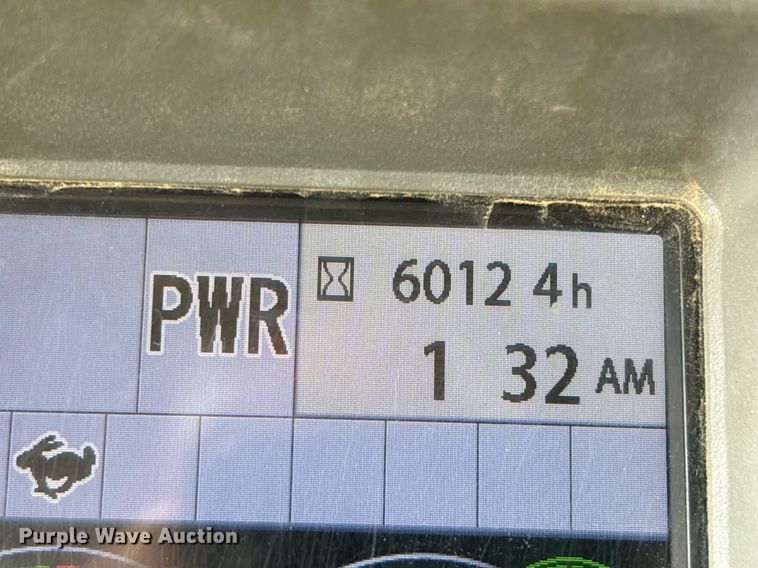 PWR
6012 4h
1 32 AM
Purple Wave Auction